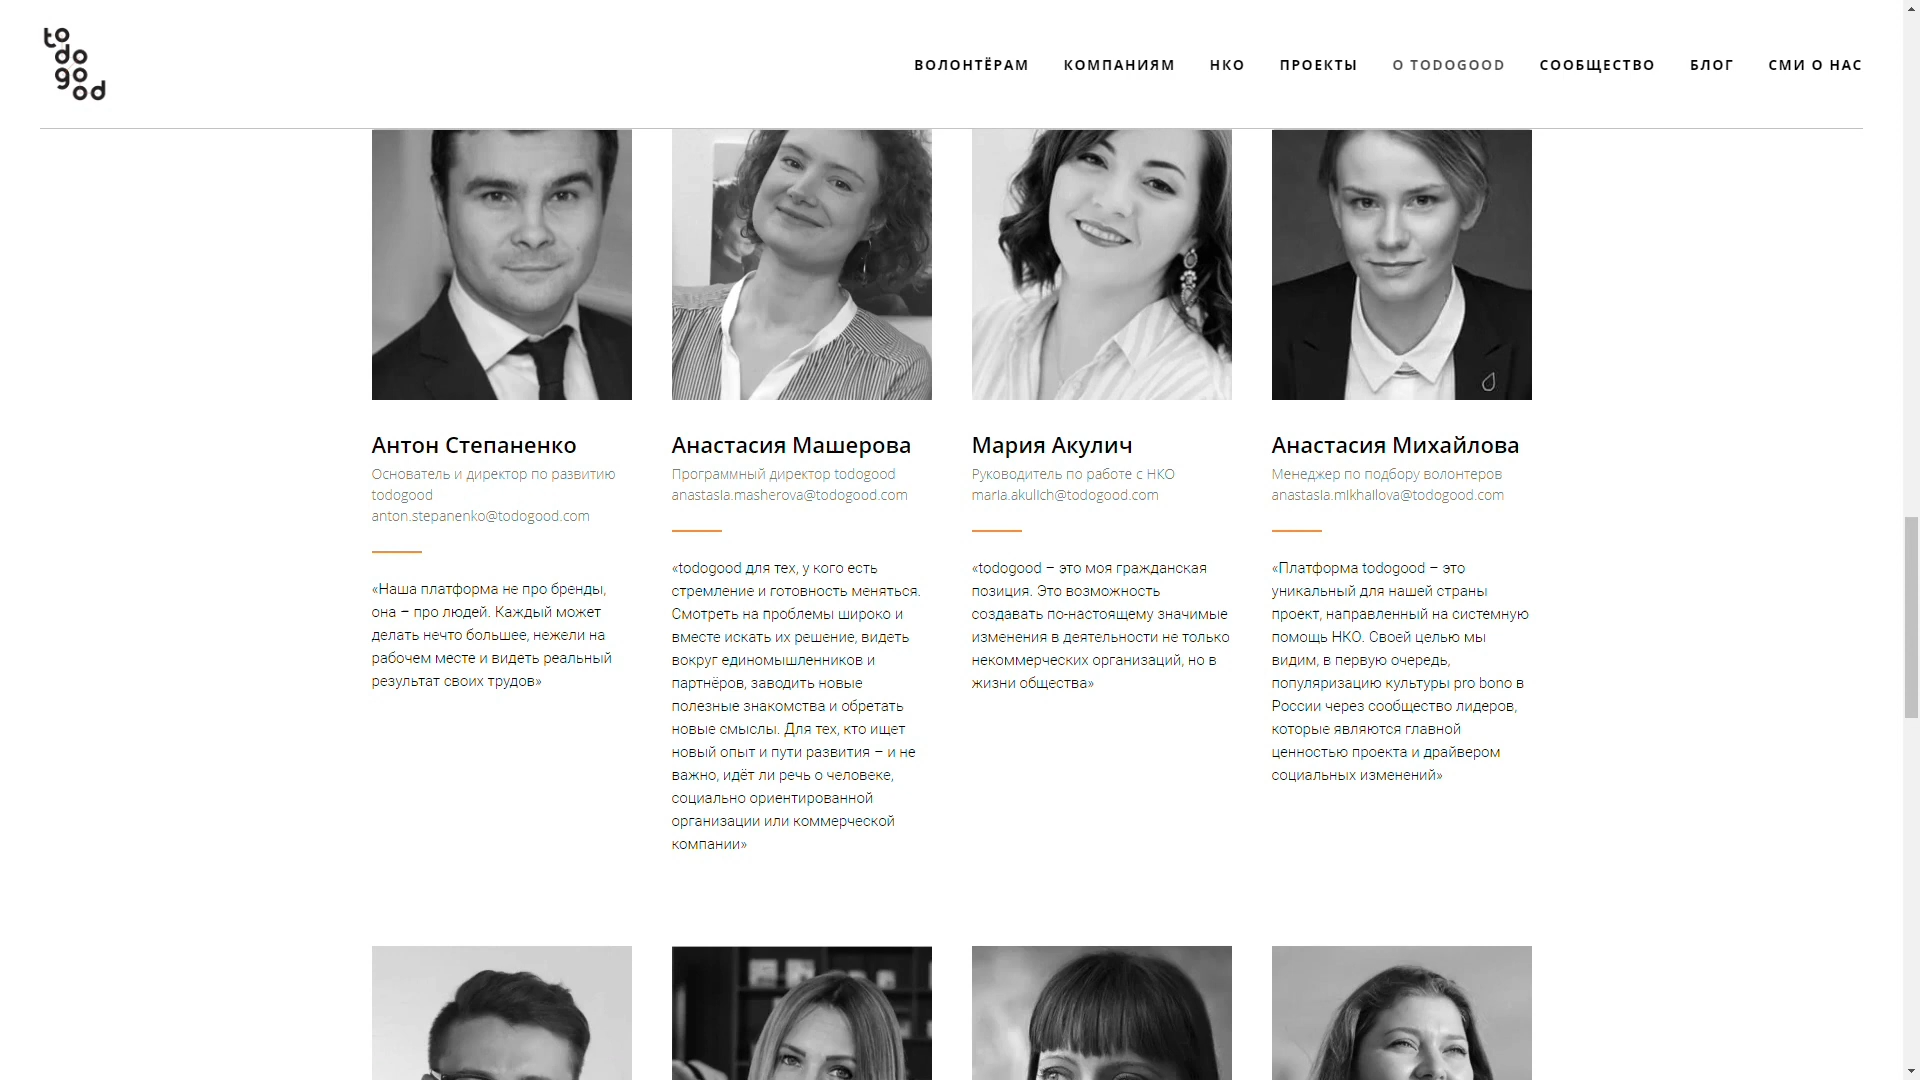 to
do
go
od
ВОЛОНТЁРАМ КОМПАНИЯМ НКО ПРОЕКТЫ О TODOGOOD СООБЩЕСТВО БЛОГ СМИ О НАС
Антон Степаненко
Основатель и директор по развитию
todogood
anton.stepanenko@todogood.com
«Наша платформа не про бренды,
она – про людей. Каждый может
делать нечто большее, нежели на
рабочем месте и видеть реальный
результат своих трудов»
Анастасия Машерова
Программный директор todogood
anastasia.masherova@todogood.com
«todogood для тех, у кого есть
стремление и готовность меняться.
Смотреть на проблемы широко и
вместе искать их решение, видеть
вокруг единомышленников и
партнёров, заводить новые
полезные знакомства и обретать
новые смыслы. Для тех, кто ищет
новый опыт и пути развития – и не
важно, идёт ли речь о человеке,
социально ориентированной
организации или коммерческой
компании»
Мария Акулич
Руководитель по работе с НКО
maria.akulich@todogood.com
«todogood – это моя гражданская
позиция. Это возможность
создавать по-настоящему значимые
изменения в деятельности не только
некоммерческих организаций, но в
жизни общества»
Анастасия Михайлова
Менеджер по подбору волонтеров
anastasia.mikhailova@todogood.com
«Платформа todogood – это
уникальный для нашей страны
проект, направленный на системную
помощь НКО. Своей целью мы
видим, в первую очередь,
популяризацию культуры pro bono в
России через сообщество лидеров,
которые являются главной
ценностью проекта и драйвером
социальных изменений»